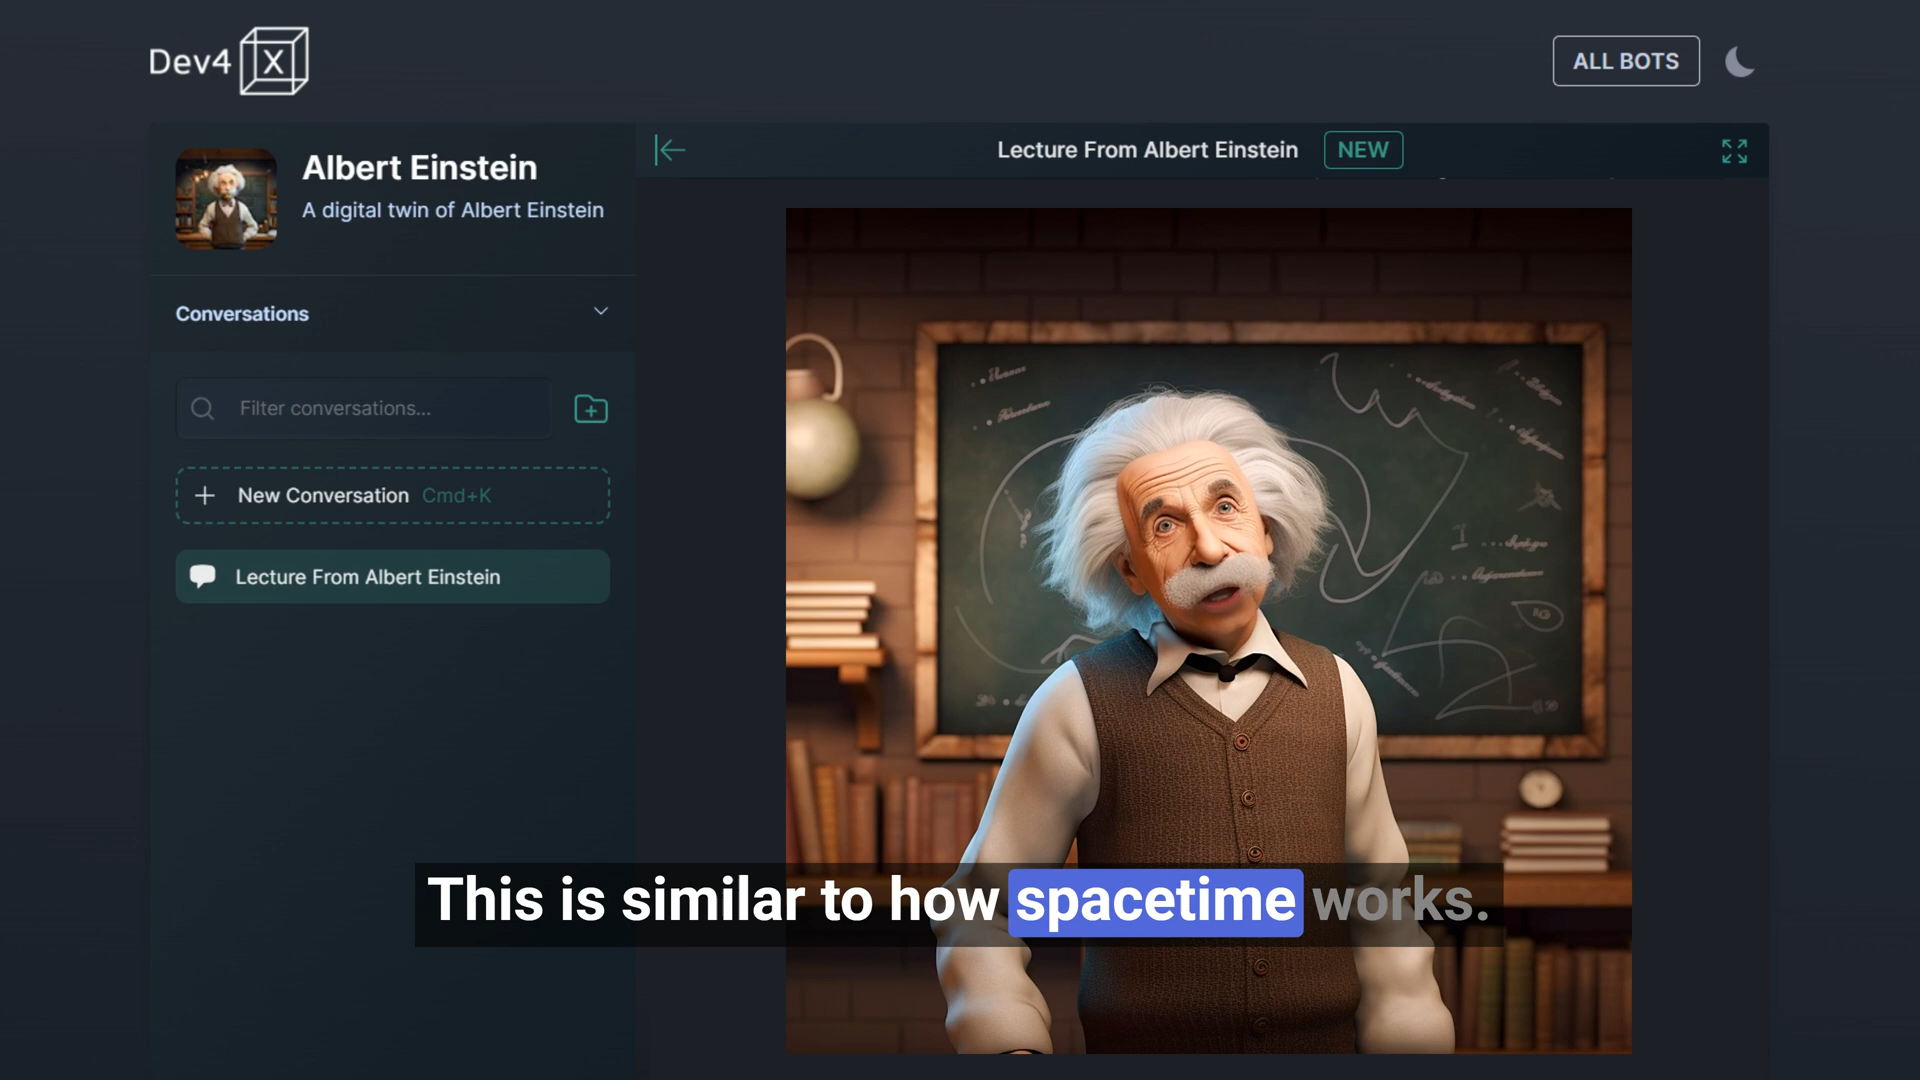 Dev4 X
ALL BOTS
Albert Einstein
A digital twin of Albert Einstein
Lecture From Albert Einstein
NEW
Conversations
Filter conversations...
New Conversation Cmd+K
Lecture From Albert Einstein
This is similar to how spacetime works.